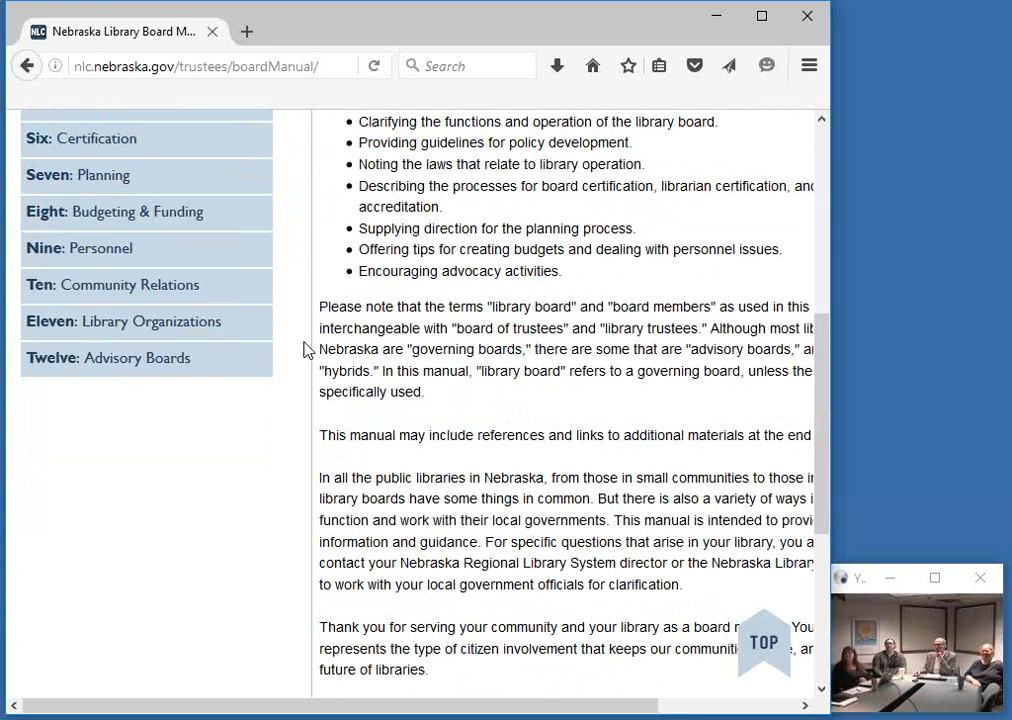 NLC Nebraska Library Board M...
nlc.nebraska.gov/trustees/boardManual/
Search
Six: Certification
Seven: Planning
Eight: Budgeting & Funding
Nine: Personnel
Ten: Community Relations
Eleven: Library Organizations
Twelve: Advisory Boards
Clarifying the functions and operation of the library board.
Providing guidelines for policy development.
Noting the laws that relate to library operation.
Describing the processes for board certification, librarian certification, and
accreditation.
Supplying direction for the planning process.
Offering tips for creating budgets and dealing with personnel issues.
Encouraging advocacy activities.
Please note that the terms "library board" and "board members" as used in this
interchangeable with "board of trustees" and "library trustees." Although most lib
Nebraska are "governing boards," there are some that are "advisory boards," a
"hybrids." In this manual, "library board" refers to a governing board, unless the
specifically used.
This manual may include references and links to additional materials at the end
In all the public libraries in Nebraska, from those in small communities to those i
library boards have some things in common. But there is also a variety of ways i
function and work with their local governments. This manual is intended to provi
information and guidance. For specific questions that arise in your library, you a
contact your Nebraska Regional Library System director or the Nebraska Library
to work with your local government officials for clarification.
Thank you for serving your community and your library as a board You
represents the type of citizen involvement that keeps our communiti e, ar
future of libraries.
TOP
Y...